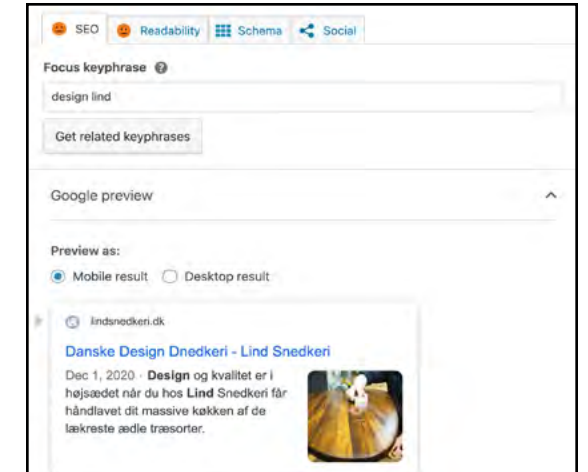 SEO Readability Schema Social
Focus keyphrase
design lind
Get related keyphrases
Google preview
Preview as:
Mobile result Desktop result
lindsnedkeri.dk
Danske Design Dnedkeri - Lind Snedkeri
Dec 1, 2020 · Design og kvalitet er i
højsædet når du hos Lind Snedkeri får
håndlavet dit massive køkken af de
lækreste ædle træsorter.